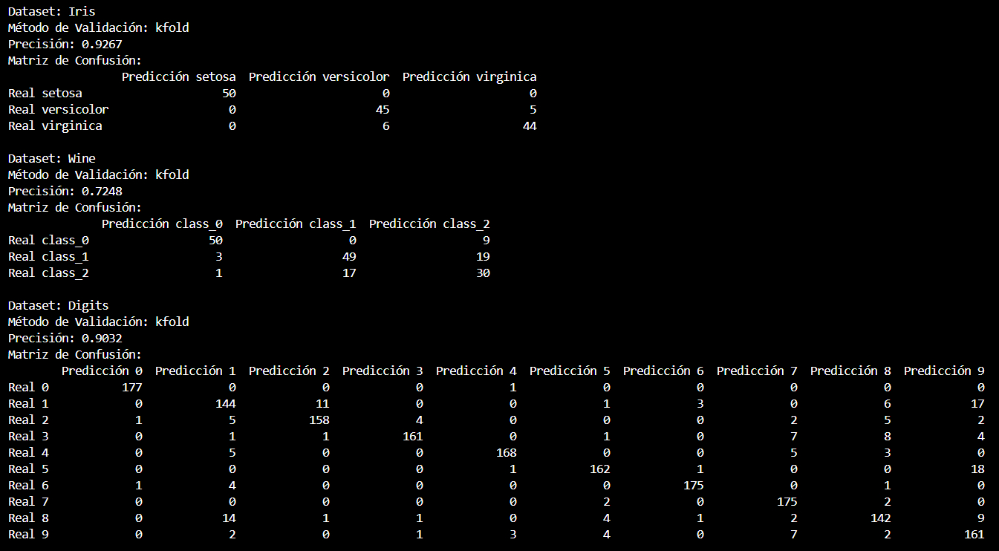 Dataset: Iris
Método de Validación: kfold
Precisión: 0.9267
Matriz de Confusión:
                 Predicción setosa  Predicción versicolor  Predicción virginica
Real setosa                     50                      0                     0
Real versicolor                  0                     45                     5
Real virginica                   0                      6                    44

Dataset: Wine
Método de Validación: kfold
Precisión: 0.7248
Matriz de Confusión:
              Predicción class_0  Predicción class_1  Predicción class_2
Real class_0                  50                   0                   9
Real class_1                   3                  49                  19
Real class_2                   1                  17                  30

Dataset: Digits
Método de Validación: kfold
Precisión: 0.9032
Matriz de Confusión:
        Predicción 0  Predicción 1  Predicción 2  Predicción 3  Predicción 4  Predicción 5  Predicción 6  Predicción 7  Predicción 8  Predicción 9
Real 0           177             0             0             0             1             0             0             0             0             0
Real 1             0           144            11             0             0             1             3             0             6            17
Real 2             1             5           158             4             0             0             0             2             5             2
Real 3             0             1             1           161             0             1             0             7             8             4
Real 4             0             5             0             0           168             0             0             5             3             0
Real 5             0             0             0             0             1           162             1             0             0            18
Real 6             1             4             0             0             0             0           175             0             1             0
Real 7             0             0             0             0             0             2             0           175             2             0
Real 8             0            14             1             1             0             4             1             2           142             9
Real 9             0             2             0             1             3             4             0             7             2           161